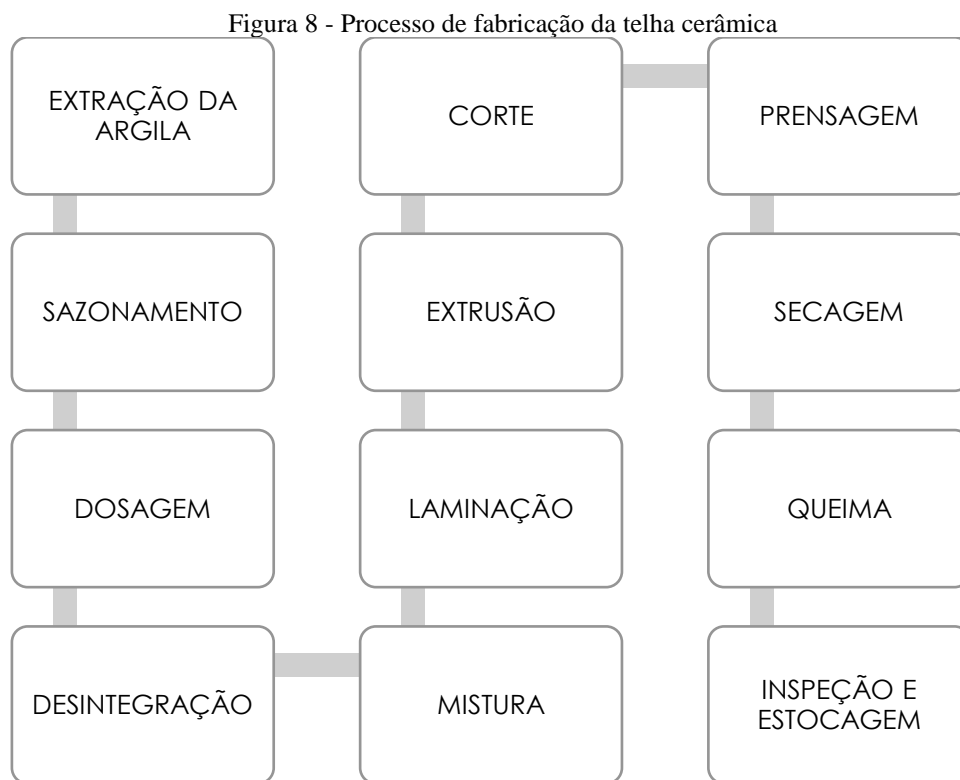 Figura 8 - Processo de fabricação da telha cerâmica
EXTRAÇÃO DA
ARGILA
SAZONAMENTO
DOSAGEM
DESINTEGRAÇÃO
MISTURA
LAMINAÇÃO
EXTRUSÃO
CORTE
PRENSAGEM
SECAGEM
QUEIMA
INSPEÇÃO E
ESTOCAGEM